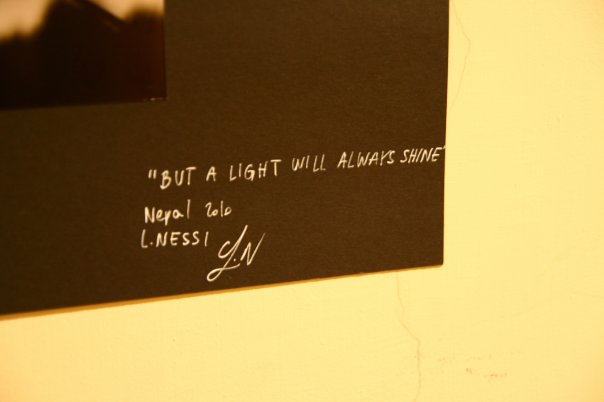 "BUT A LIGHT WILL ALWAYS SHINE"
Nepal 2010
L.NESSI
L.N